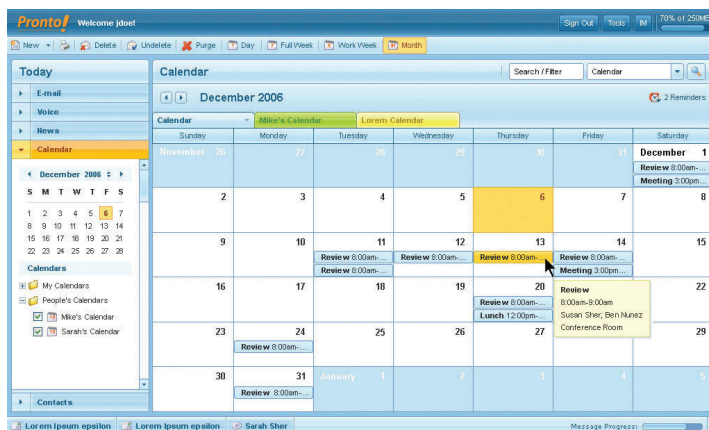 Pronto! Welcome jdoe! Sign Out Tools IM 70% of 250MB
New Delete Undelete Purge Day Full Week Work Week Month
Today Calendar Search / Filter Calendar
E-mail
Voice
News
Calendar
December 2006
S M T W T F S
1 2 3 4 5 6 7
8 9 10 11 12 13 14
15 16 17 18 19 20 21
22 23 24 25 26 27 28
Calendars
My Calendars
People's Calendars
Mike's Calendar
Sarah's Calendar
Contacts
December 2006 2 Reminders
Calendar Mike's Calendar Lorem Calendar
Sunday Monday Tuesday Wednesday Thursday Friday Saturday
November 26 27 28 29 30 31 December 1
Review 8:00am-...
Meeting 3:00pm...
2 3 4 5 6 7 8
9 10 11 12 13 14 15
Review 8:00am-... Review 8:00am-... Review 8:00am-... Review 8:00am-...
Review 8:00am-... Meeting 3:00pm...
16 17 18 19 20 22
Review 8:00am-...
Lunch 12:00pm-...
Review
8:00am-9:00am
Susan Sher; Ben Nunez
Conference Room
23 24 25 26 27 29
Review 8:00am-...
30 31 January 1 2 3 4 5
Review 8:00am-...
Lorem Ipsum epsilon Lorem Ipsum epsilon Sarah Sher Message Progress: